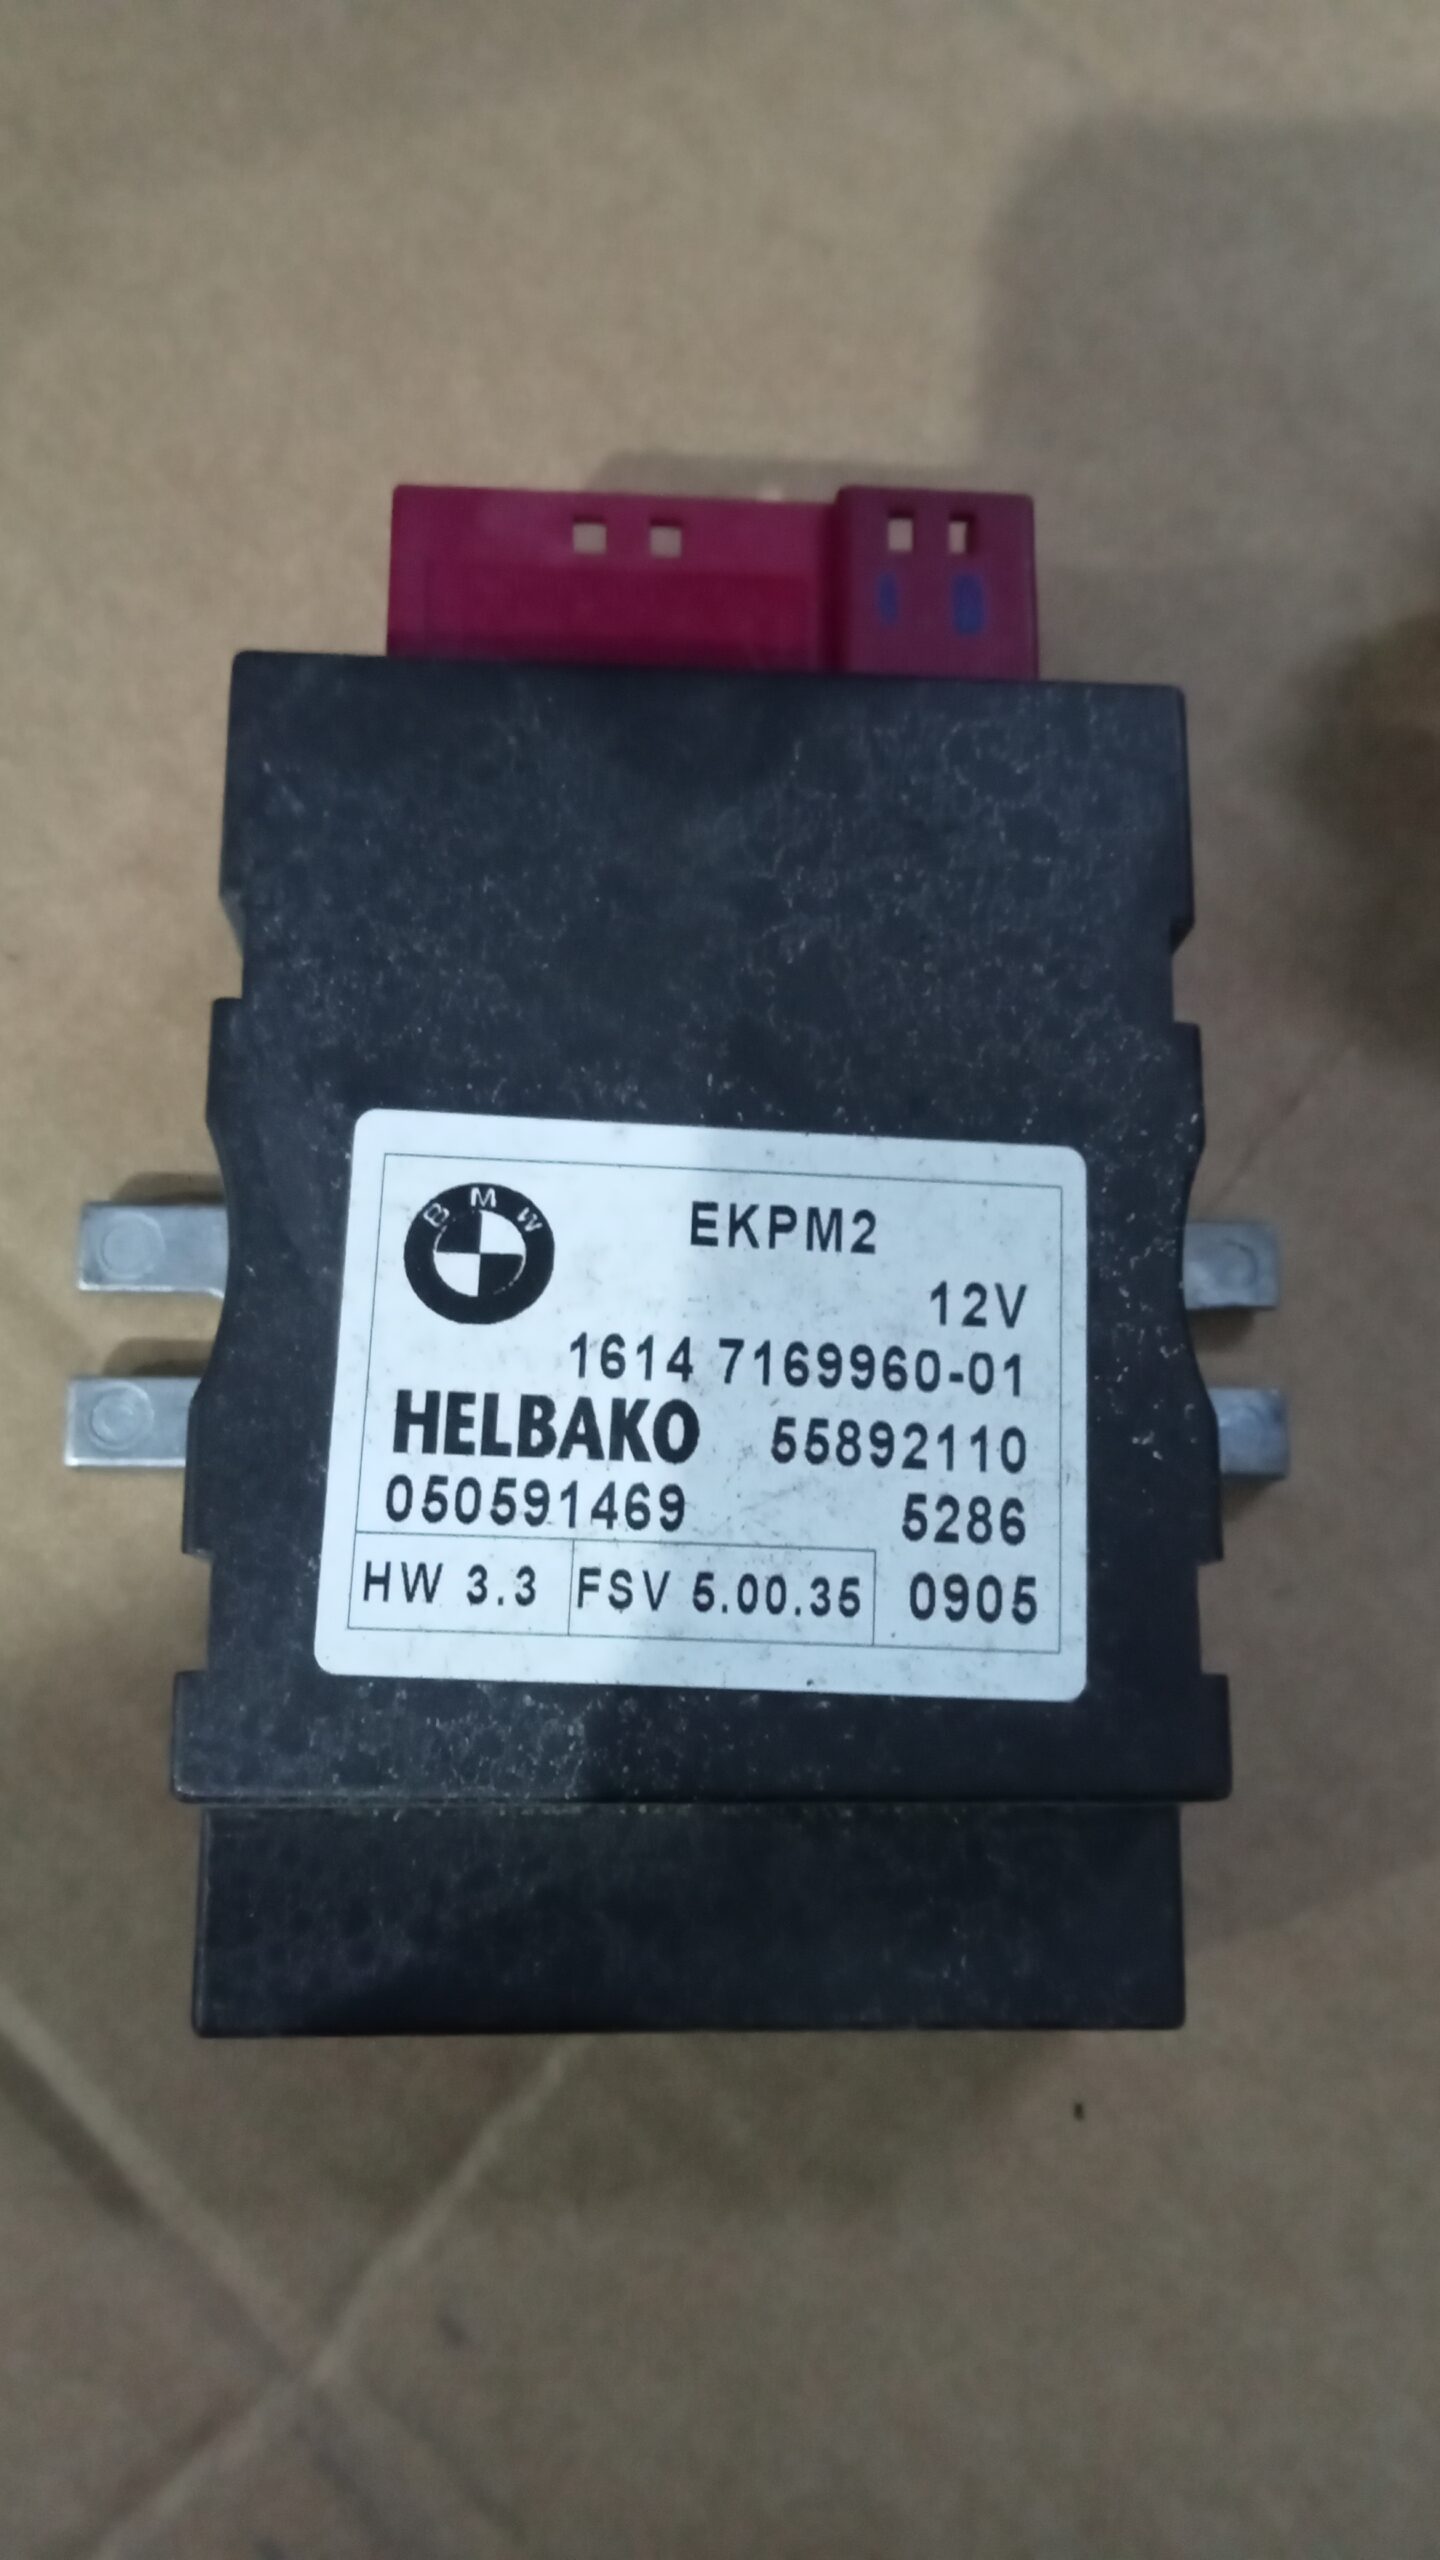 BMW
EKPM2
12V
1614 7169960-01
HELBAKO 55892110
050591469 5286
HW 3.3 FSV 5.00.35 0905